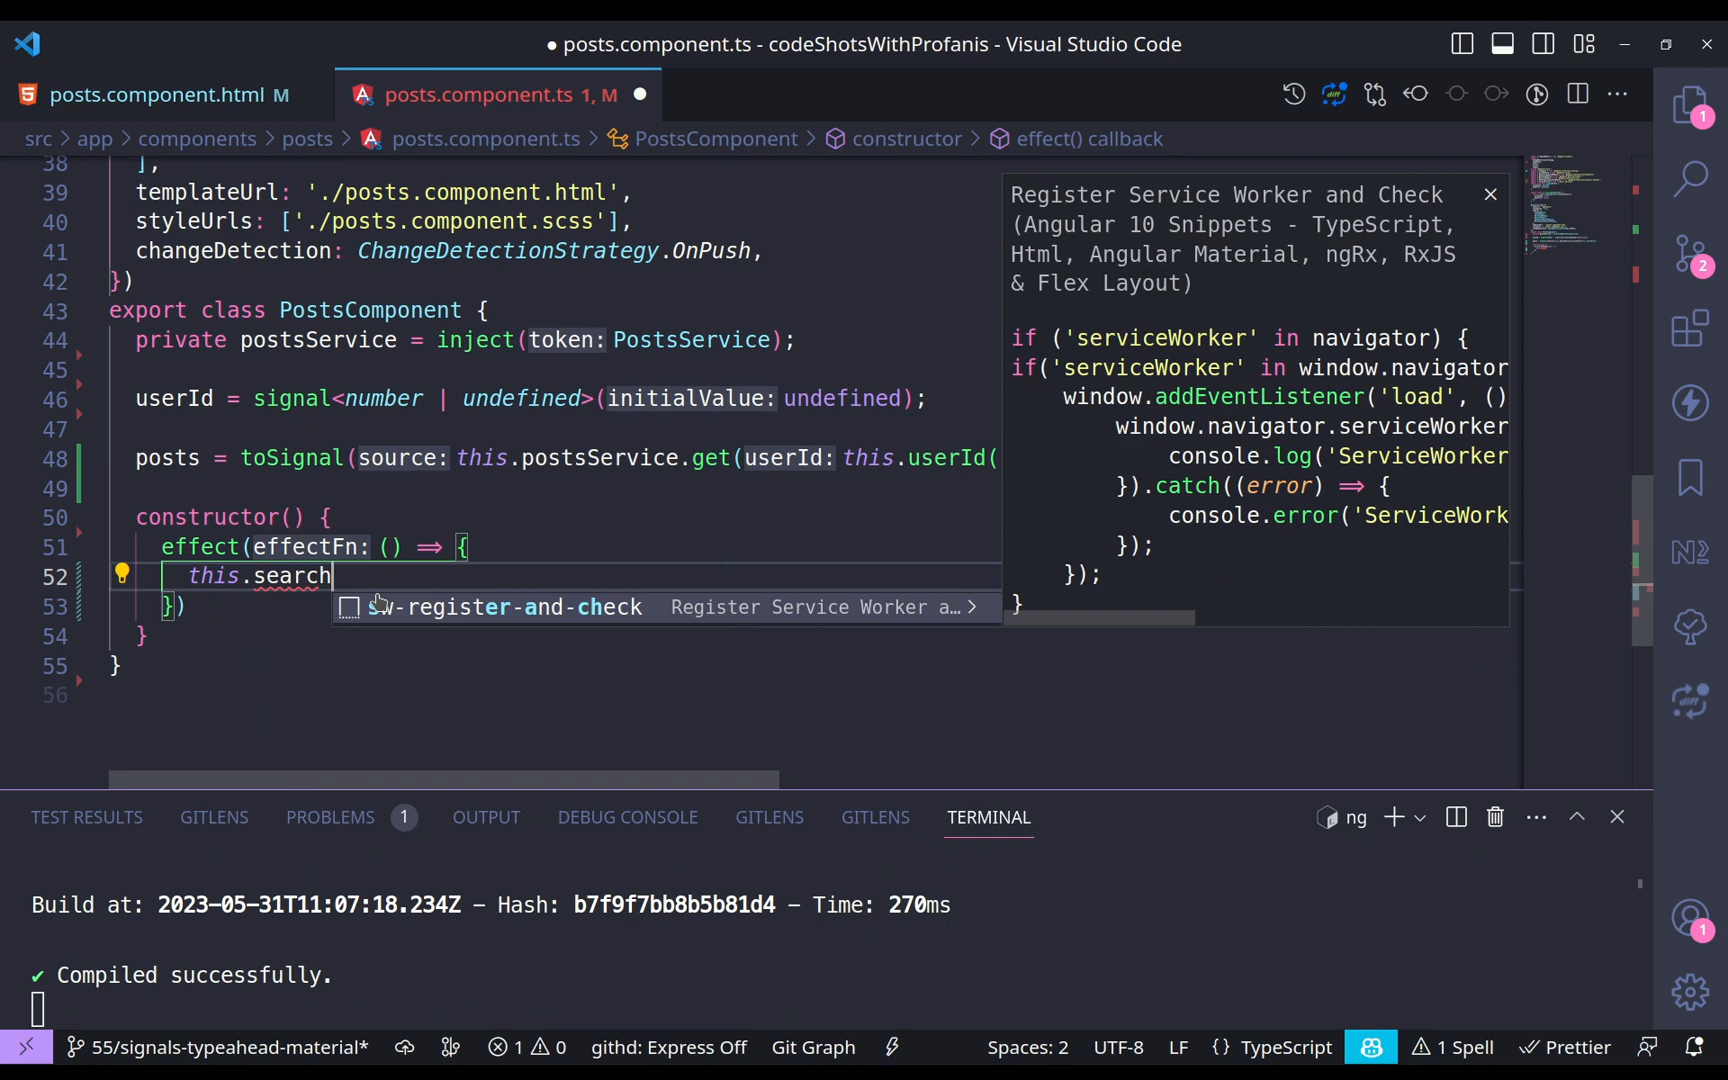 ● posts.component.ts - codeShotsWithProfanis - Visual Studio Code
posts.component.html M
posts.component.ts 1, M ●
src > app > components > posts > posts.component.ts > PostsComponent > constructor > effect() callback
38 ],
39 templateUrl: './posts.component.html',
40 styleUrls: ['./posts.component.scss'],
41 changeDetection: ChangeDetectionStrategy.OnPush,
42 })
43 export class PostsComponent {
44 private postsService = inject(token: PostsService);
45
46 userId = signal<number | undefined>(initialValue: undefined);
47
48 posts = toSignal(source: this.postsService.get(userId: this.userId(
49
50 constructor() {
51 effect(effectFn: () ⇒ {
52 this.search
53 })
54 }
55 }
56
sw-register-and-check Register Service Worker a… >
Register Service Worker and Check
(Angular 10 Snippets - TypeScript,
Html, Angular Material, ngRx, RxJS
& Flex Layout)
if ('serviceWorker' in navigator) {
if('serviceWorker' in window.navigator
window.addEventListener('load', ()
window.navigator.serviceWorker
console.log('ServiceWorker
}).catch((error) ⇒ {
console.error('ServiceWork
});
});
}
1
2
1
TEST RESULTS GITLENS PROBLEMS 1 OUTPUT DEBUG CONSOLE GITLENS GITLENS TERMINAL ng
Build at: 2023-05-31T11:07:18.234Z - Hash: b7f9f7bb8b5b81d4 - Time: 270ms
✔ Compiled successfully.
55/signals-typeahead-material* 1 0 githd: Express Off Git Graph Spaces: 2 UTF-8 LF {} TypeScript 1 Spell Prettier